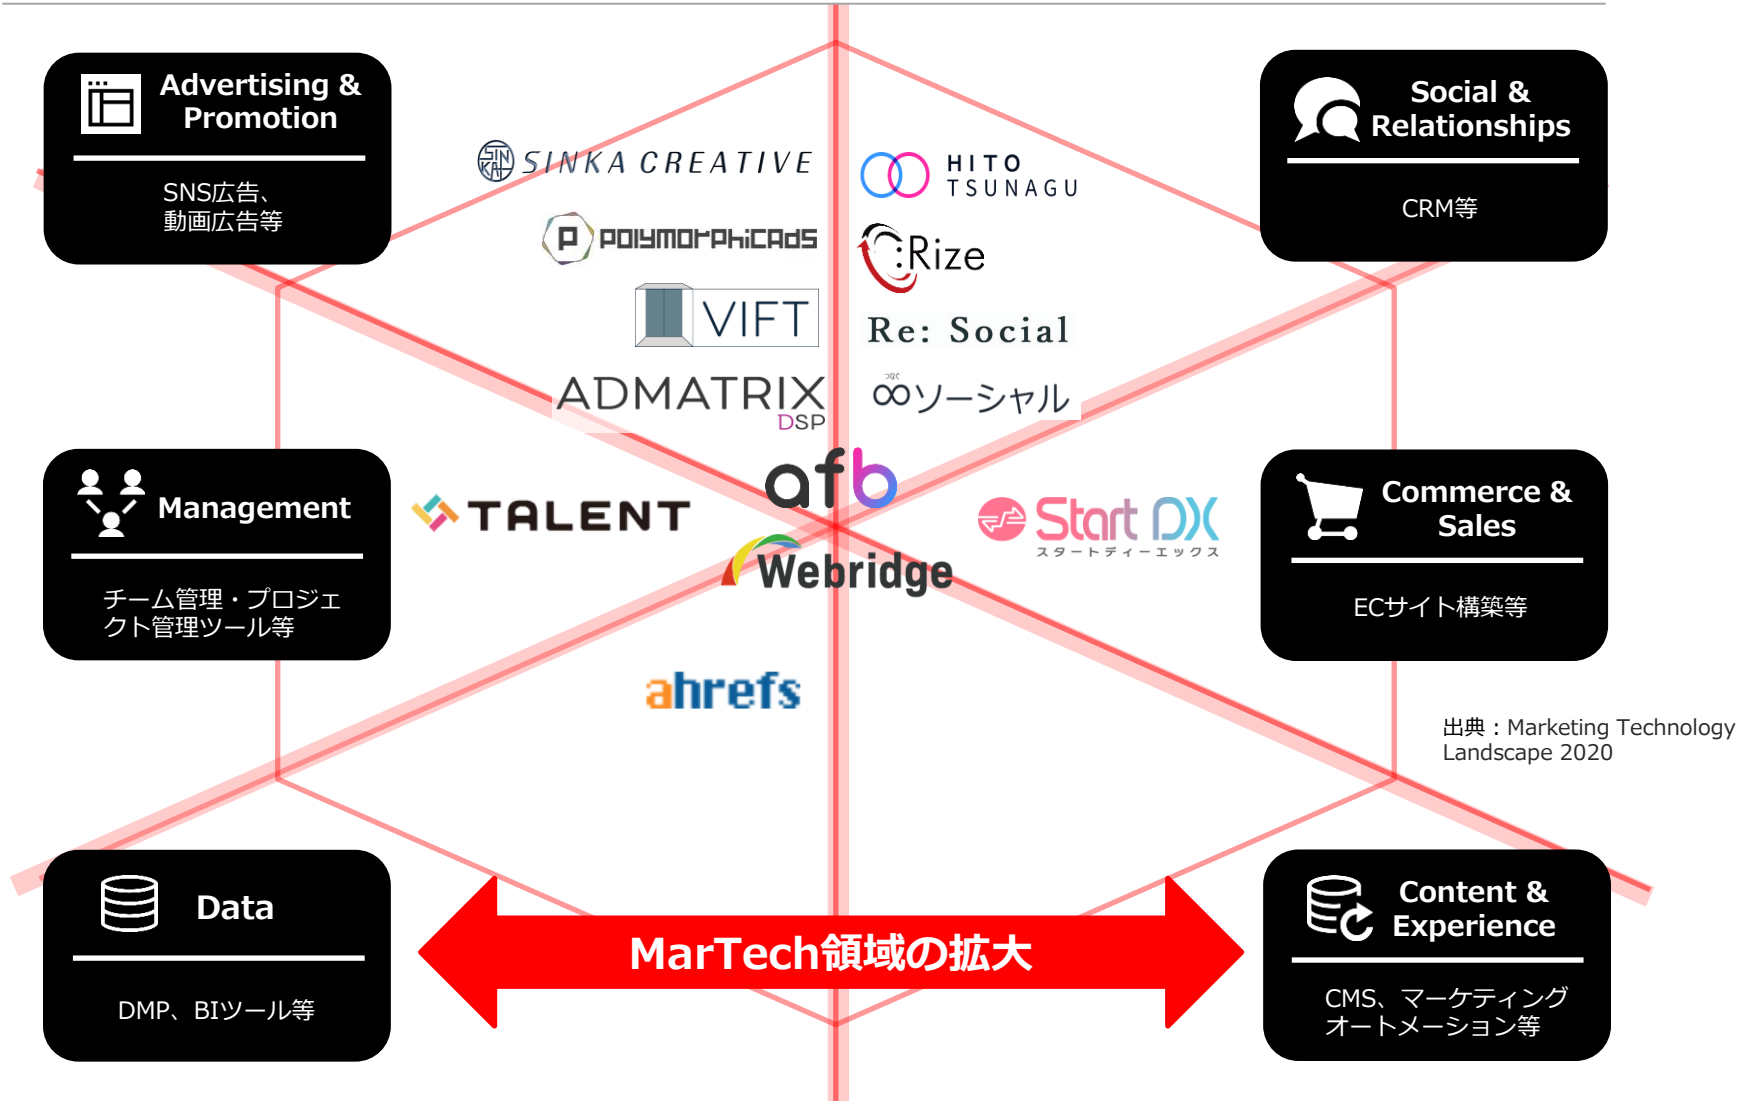 Advertising &
Promotion
SNS広告、
動画広告等
Social &
Relationships
CRM等
SINKA
SINKA CREATIVE
HITO
TSUNAGU
P POLYMORPHICADS
:Rize
VIFT
Re: Social
ADMATRIX
DSP
つなぐ
∞ソーシャル
afb
Management
チーム管理・プロジェ
クト管理ツール等
TALENT
Webridge
Start DX
スタートディーエックス
Commerce &
Sales
ECサイト構築等
ahrefs
出典：Marketing Technology
Landscape 2020
Data
DMP、BIツール等
MarTech領域の拡大
Content &
Experience
CMS、マーケティング
オートメーション等